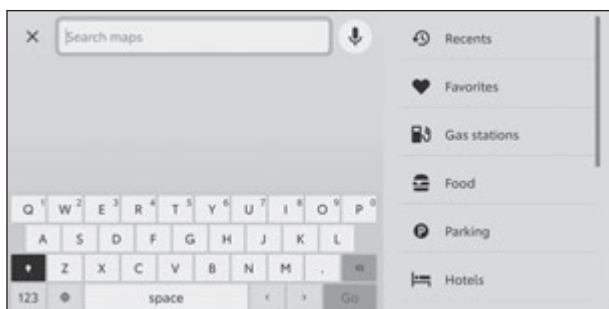 Search maps
Recents
Favorites
Gas stations
Food
Parking
Hotels
Q 1 W 2 E 3 R 4 T 5 Y 6 U 7 I 8 O 9 P 0
A S D F G H J K L
Z X C V B N M .
123 space < > Go